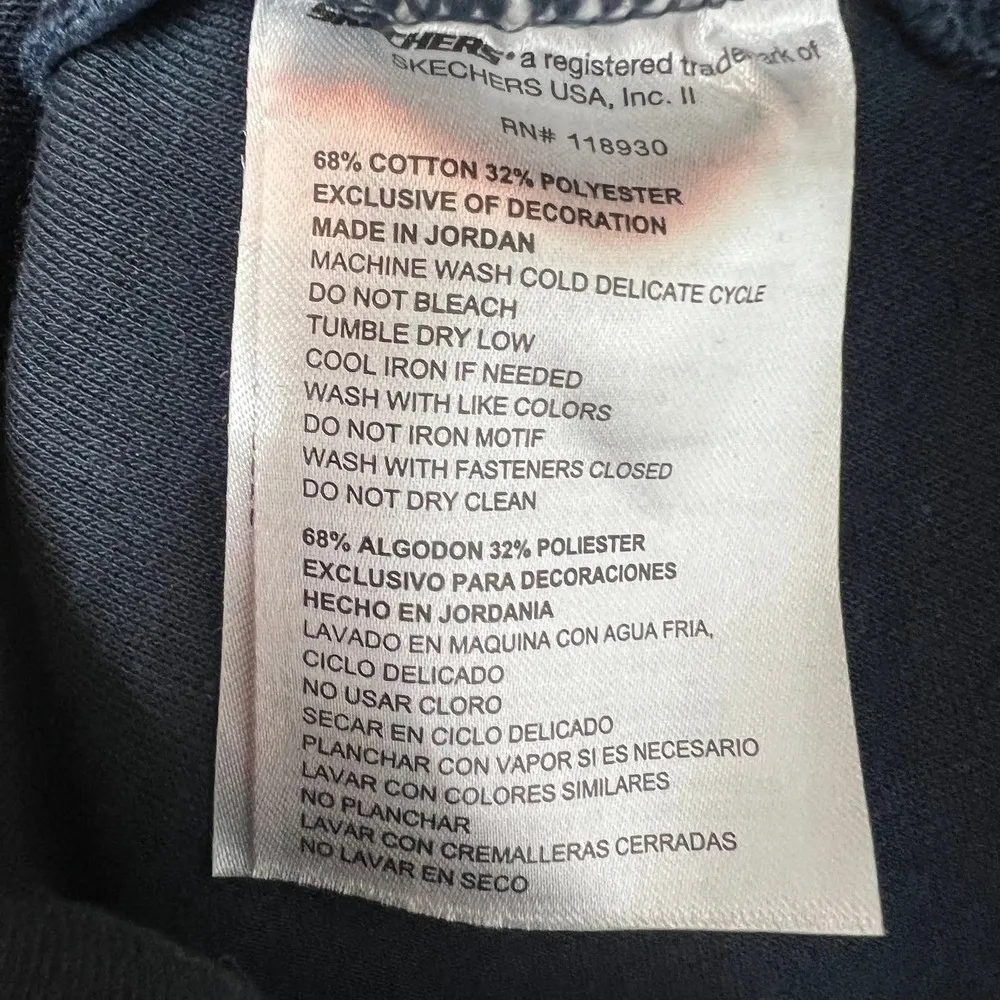 SKECHERS® a registered trademark of
SKECHERS USA, Inc. II
RN# 118930
68% COTTON 32% POLYESTER
EXCLUSIVE OF DECORATION
MADE IN JORDAN
MACHINE WASH COLD DELICATE CYCLE
DO NOT BLEACH
TUMBLE DRY LOW
COOL IRON IF NEEDED
WASH WITH LIKE COLORS
DO NOT IRON MOTIF
WASH WITH FASTENERS CLOSED
DO NOT DRY CLEAN
68% ALGODON 32% POLIESTER
EXCLUSIVO PARA DECORACIONES
HECHO EN JORDANIA
LAVADO EN MAQUINA CON AGUA FRIA,
CICLO DELICADO
NO USAR CLORO
SECAR EN CICLO DELICADO
PLANCHAR CON VAPOR SI ES NECESARIO
LAVAR CON COLORES SIMILARES
NO PLANCHAR
LAVAR CON CREMALLERAS CERRADAS
NO LAVAR EN SECO